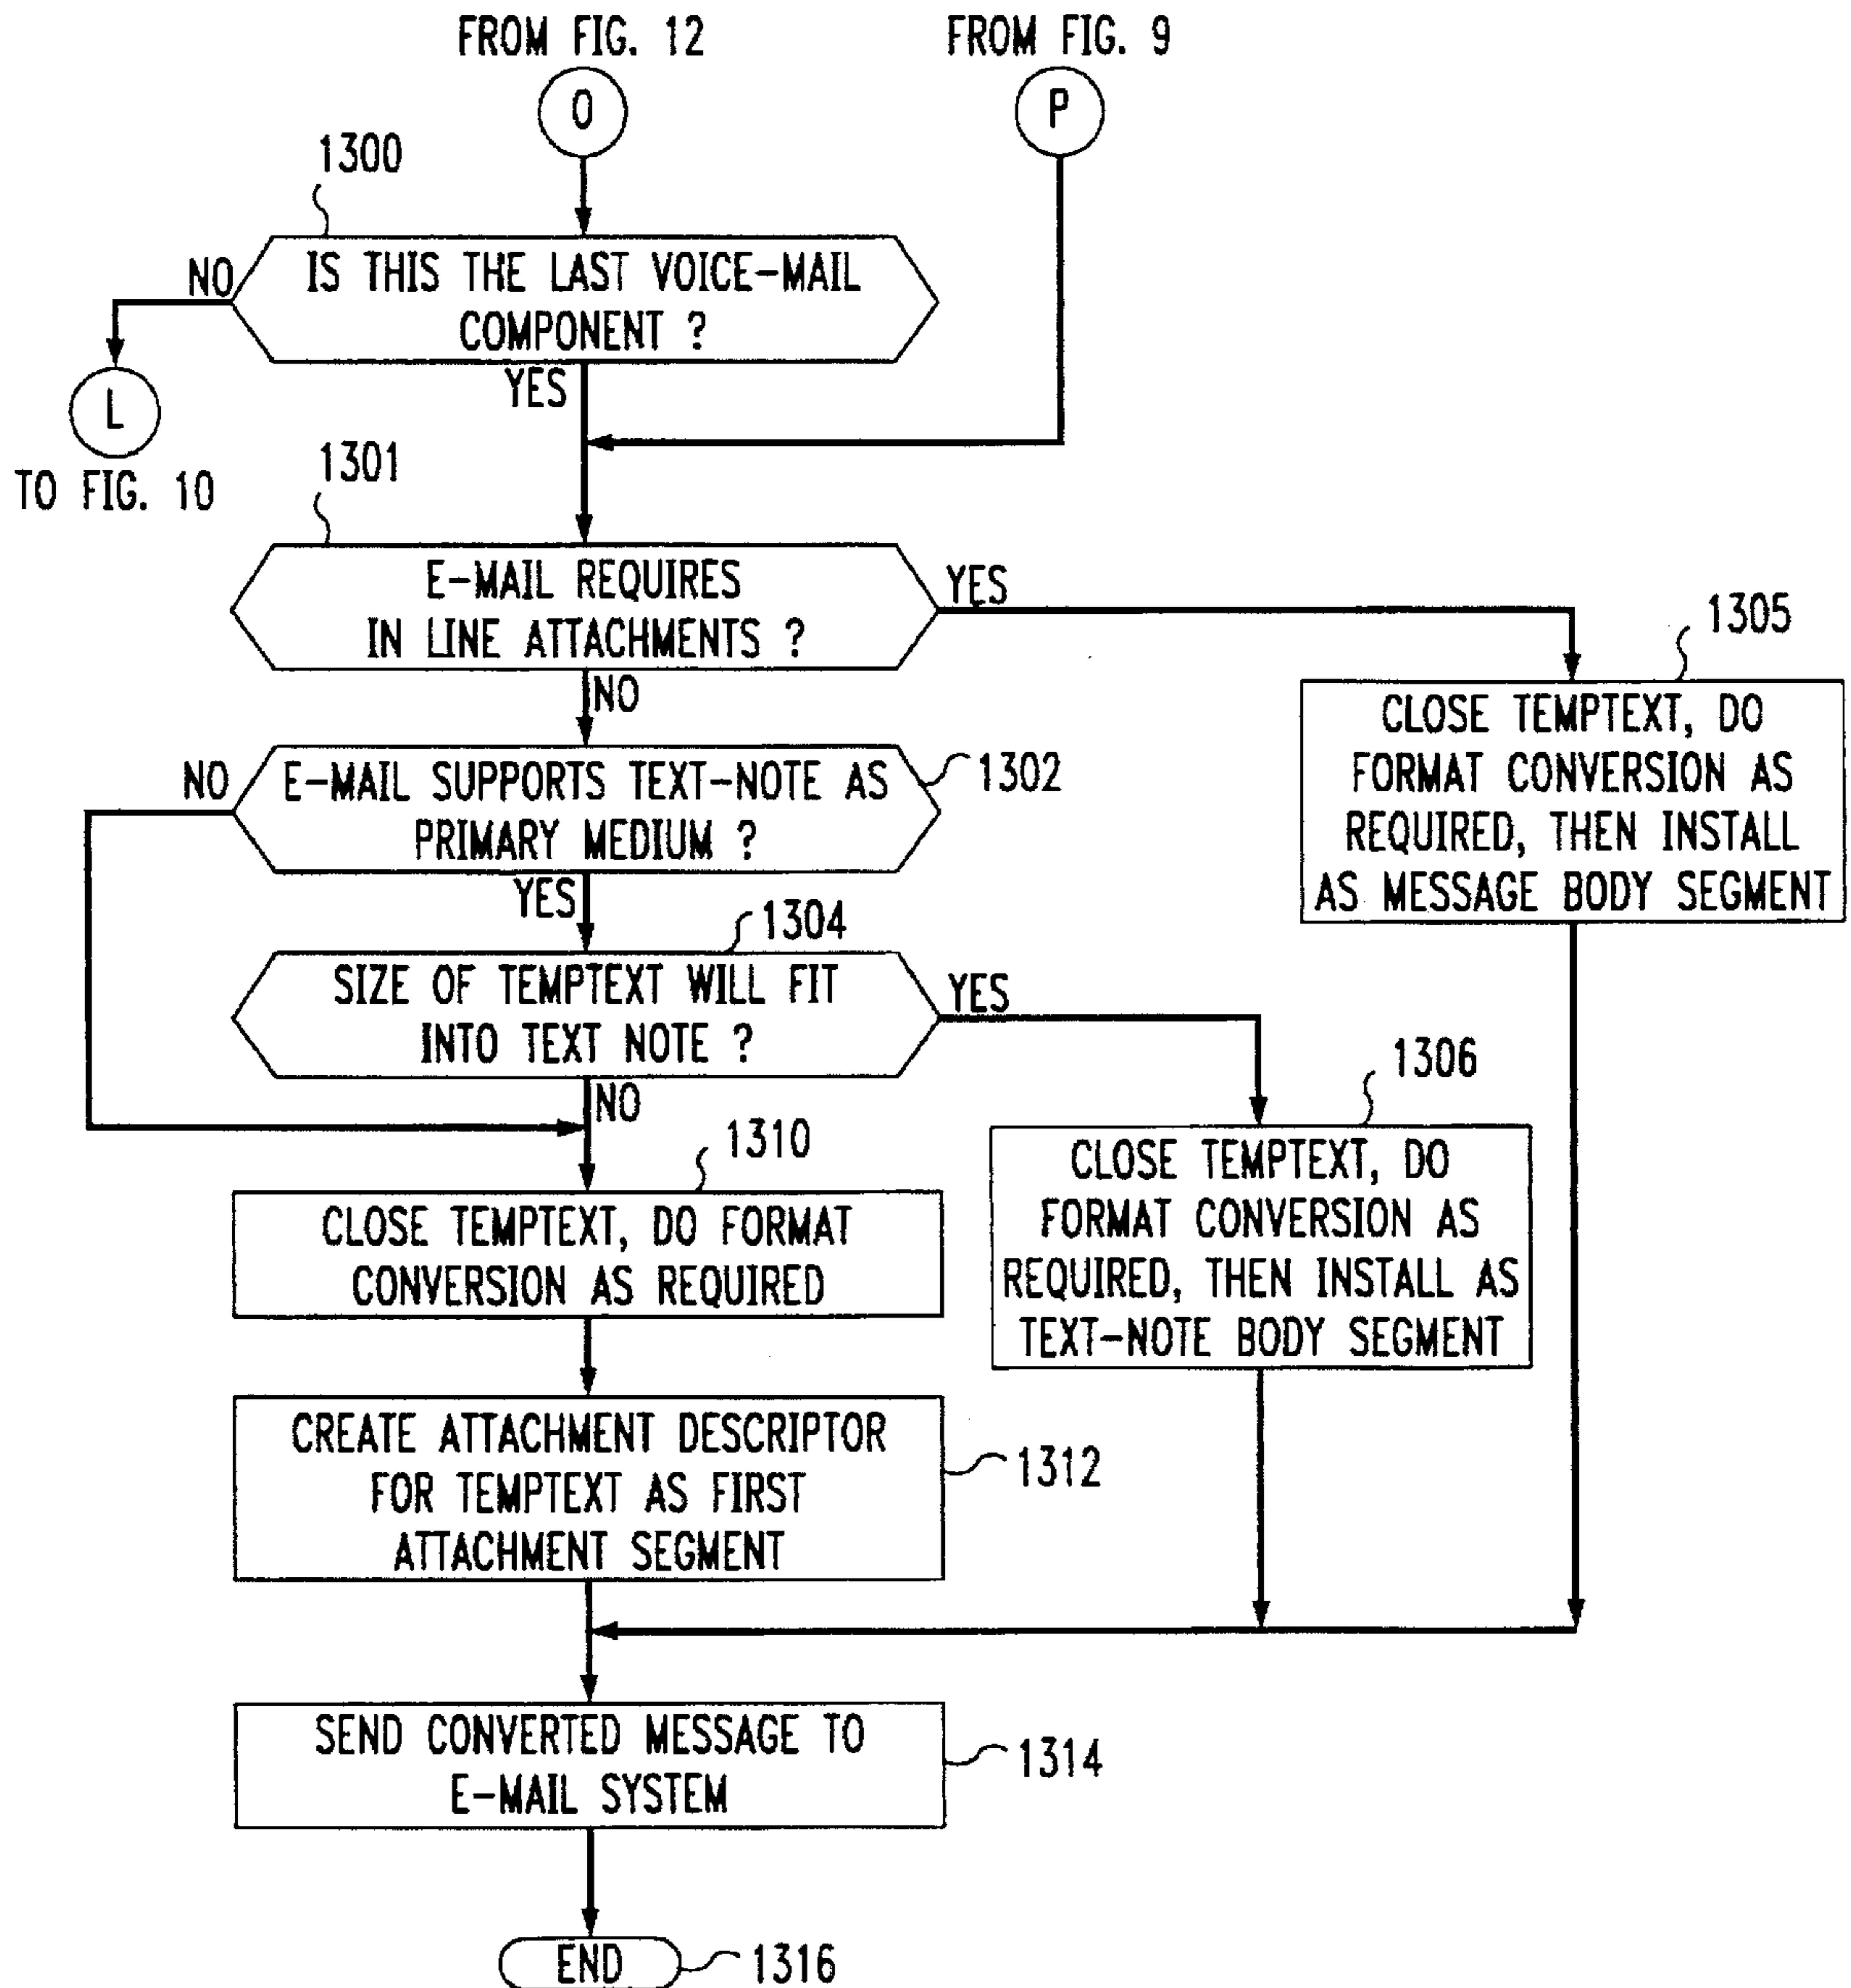 FROM FIG. 12
FROM FIG. 9
O
P
1300
IS THIS THE LAST VOICE-MAIL
COMPONENT ?
NO
YES
L
TO FIG. 10
1301
E-MAIL REQUIRES
IN LINE ATTACHMENTS ?
YES
NO
1305
CLOSE TEMPTEXT, DO
FORMAT CONVERSION AS
REQUIRED, THEN INSTALL
AS MESSAGE BODY SEGMENT
NO
E-MAIL SUPPORTS TEXT-NOTE AS
PRIMARY MEDIUM ?
1302
YES
1304
SIZE OF TEMPTEXT WILL FIT
INTO TEXT NOTE ?
YES
NO
1306
CLOSE TEMPTEXT, DO
FORMAT CONVERSION AS
REQUIRED, THEN INSTALL AS
TEXT-NOTE BODY SEGMENT
1310
CLOSE TEMPTEXT, DO FORMAT
CONVERSION AS REQUIRED
CREATE ATTACHMENT DESCRIPTOR
FOR TEMPTEXT AS FIRST
ATTACHMENT SEGMENT
1312
SEND CONVERTED MESSAGE TO
E-MAIL SYSTEM
1314
END
1316